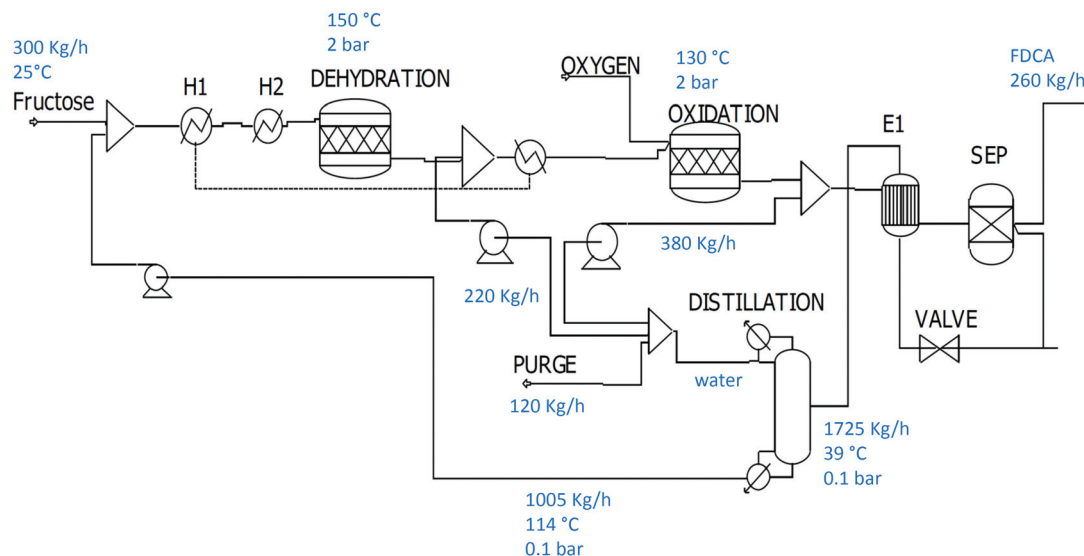 300 Kg/h
25°C
Fructose
H1
H2
150 °C
2 bar
DEHYDRATION
OXYGEN
130 °C
2 bar
OXIDATION
E1
SEP
FDCA
260 Kg/h
220 Kg/h
380 Kg/h
DISTILLATION
VALVE
PURGE
120 Kg/h
water
1725 Kg/h
39 °C
0.1 bar
1005 Kg/h
114 °C
0.1 bar